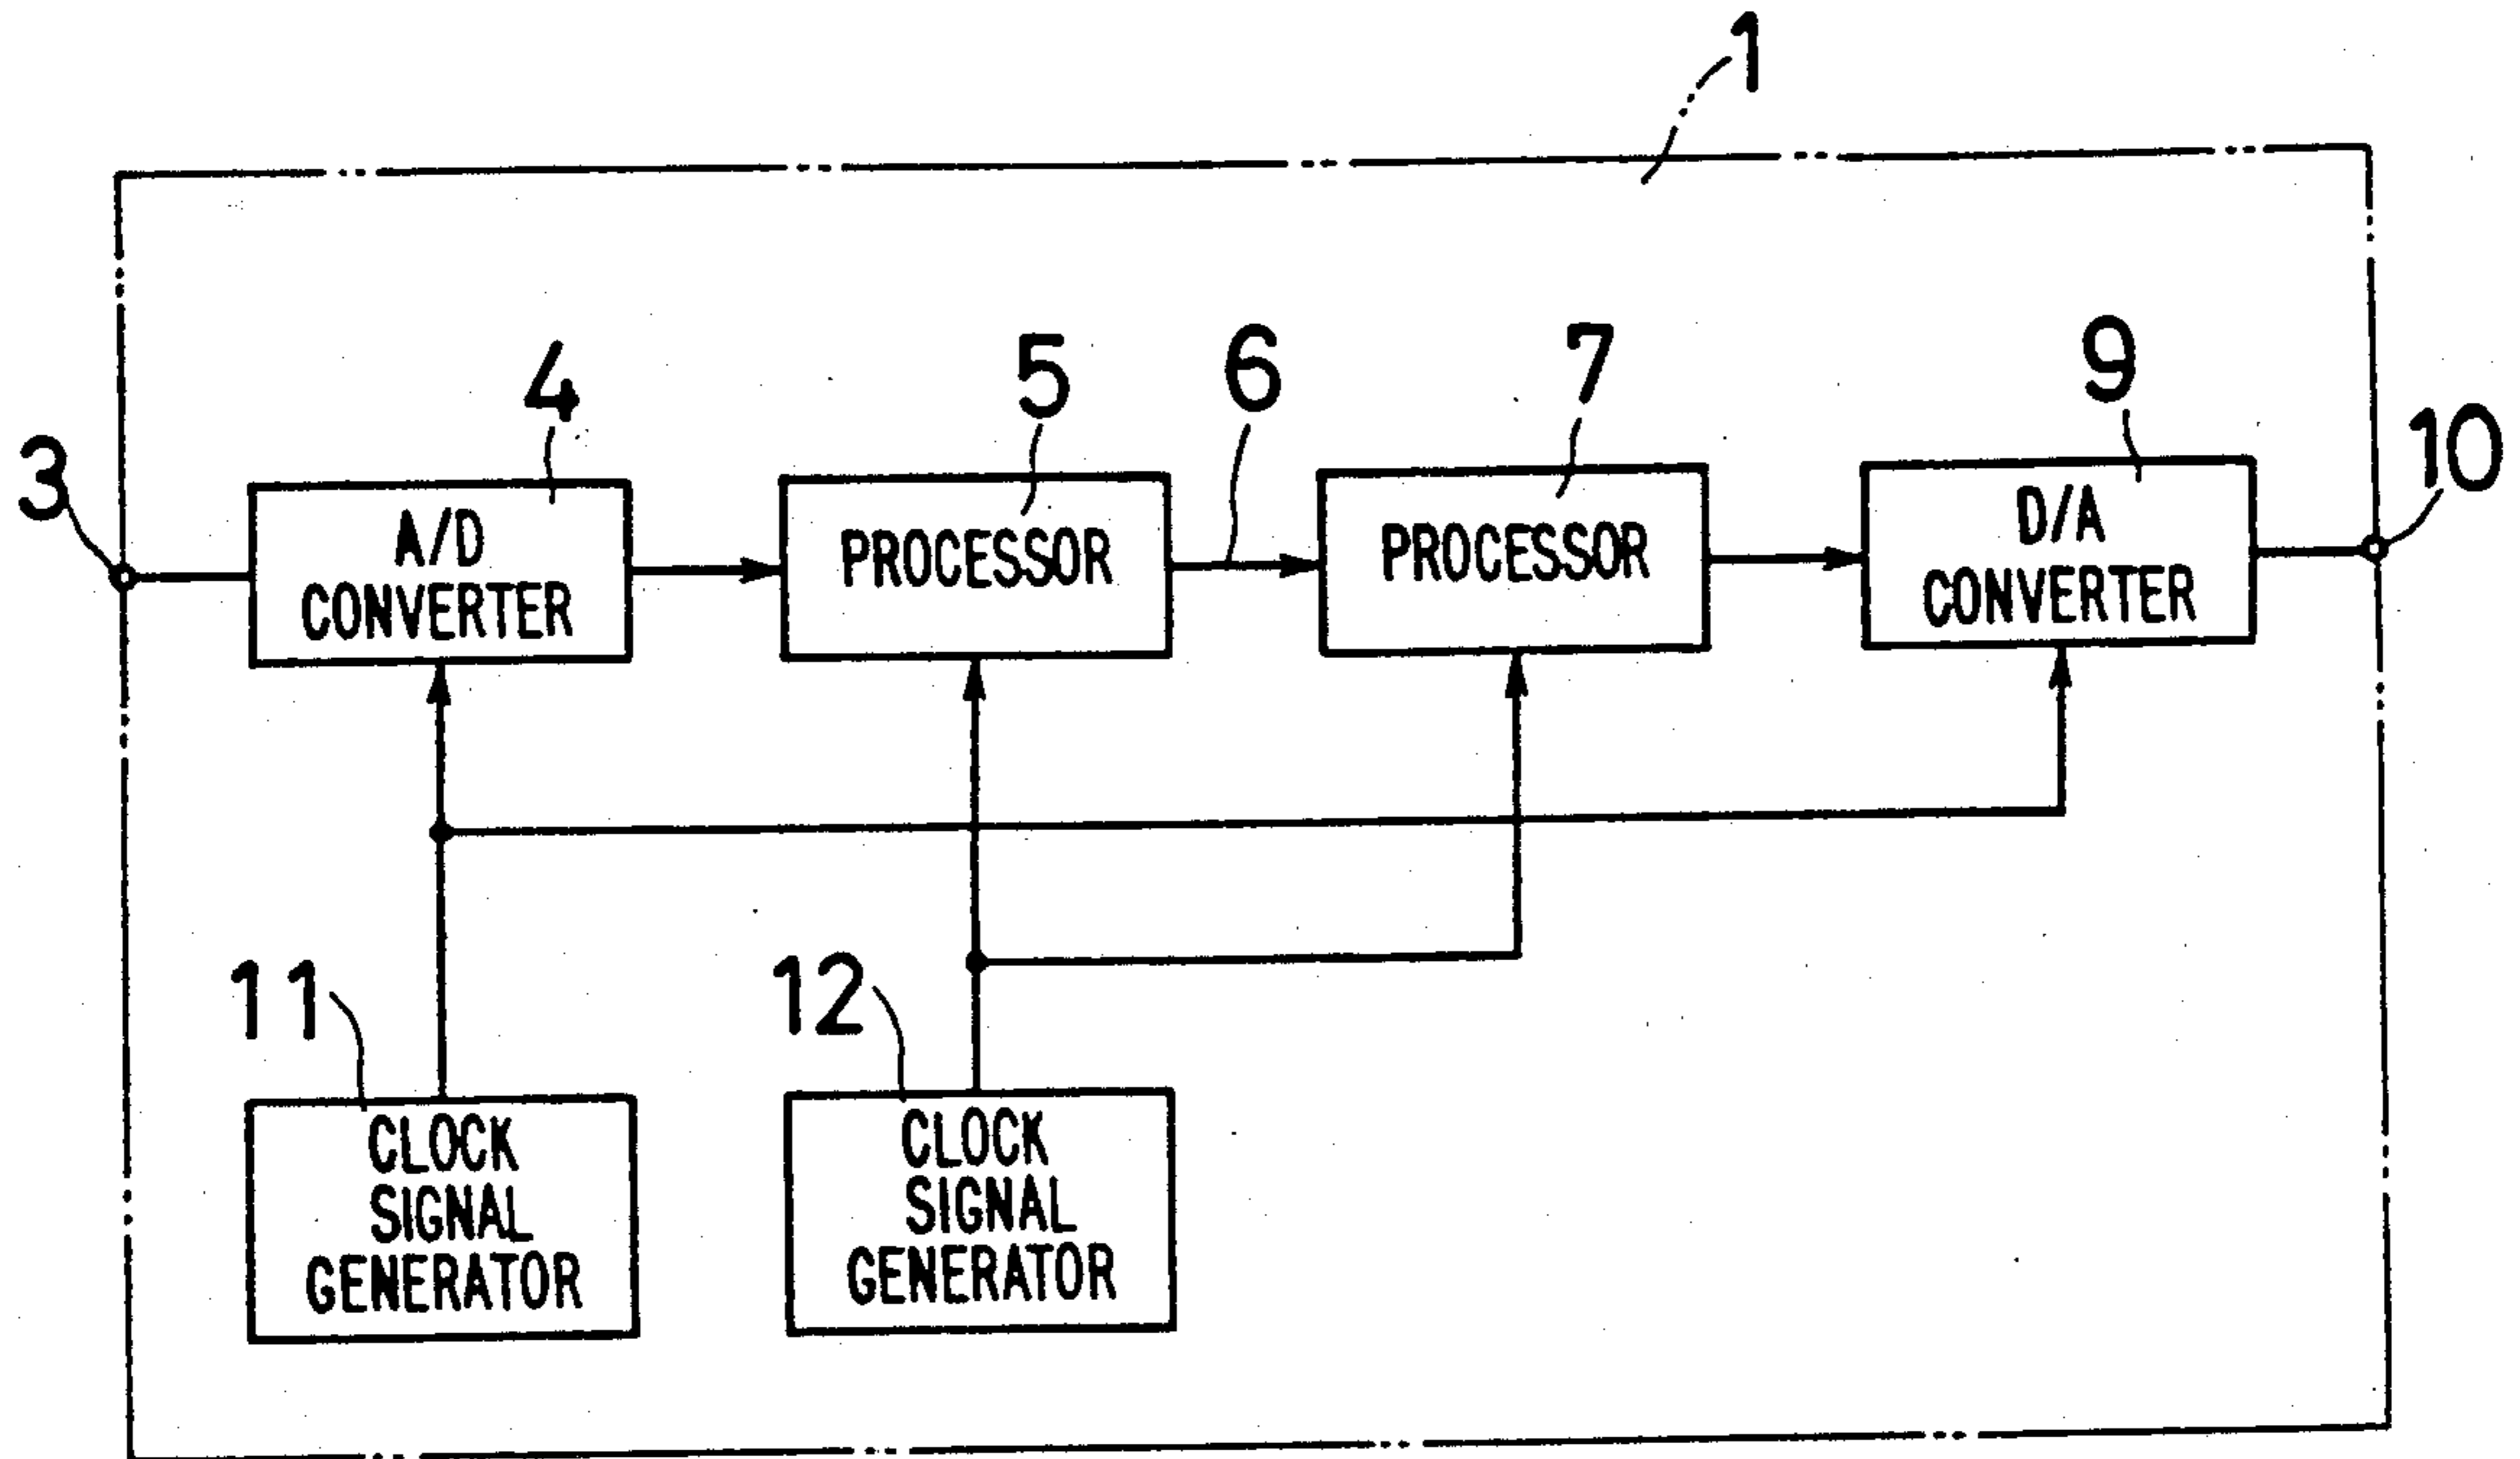 1
3
4
5
6
7
9
10
A/D
CONVERTER
PROCESSOR
PROCESSOR
D/A
CONVERTER
11
12
CLOCK
SIGNAL
GENERATOR
CLOCK
SIGNAL
GENERATOR